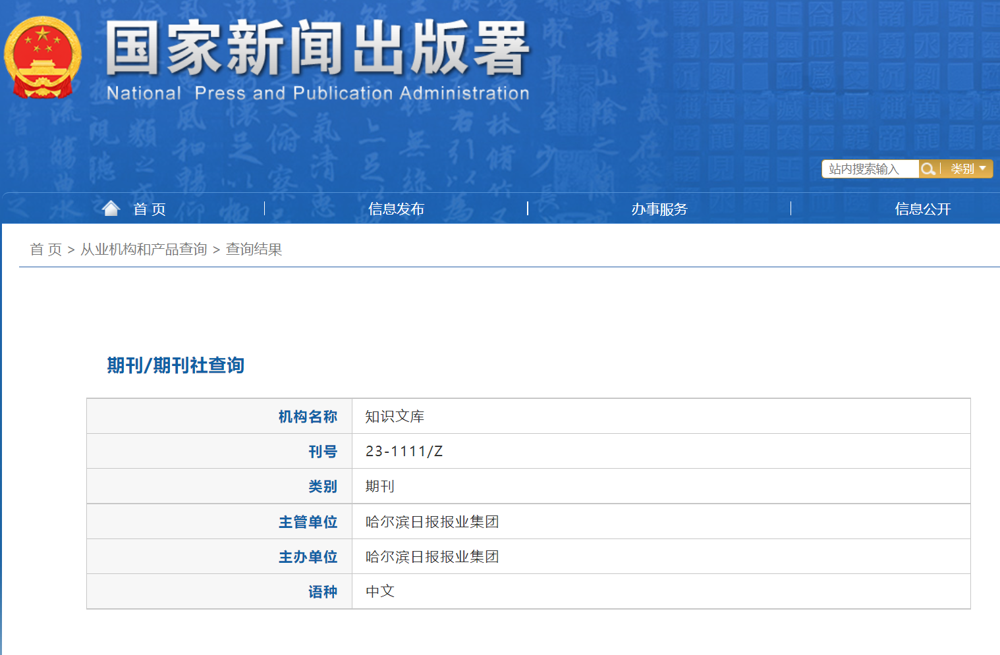 国家新闻出版署
National Press and Publication Administration
站内搜索输入 类别
首 页 信息发布 办事服务 信息公开
首 页 > 从业机构和产品查询 > 查询结果
期刊/期刊社查询
机构名称 知识文库
刊号 23-1111/Z
类别 期刊
主管单位 哈尔滨日报报业集团
主办单位 哈尔滨日报报业集团
语种 中文